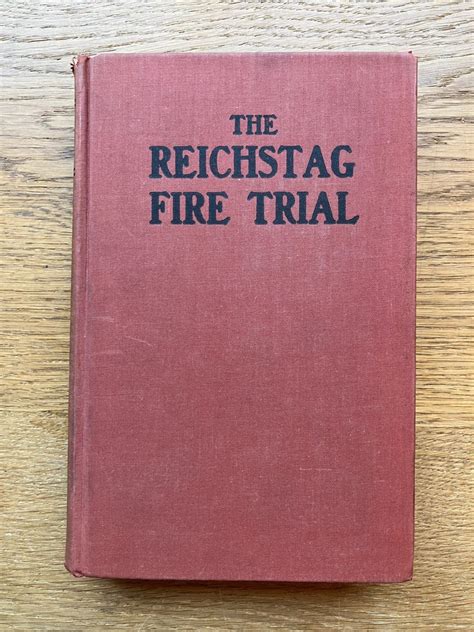 THE
REICHSTAG
FIRE TRIAL